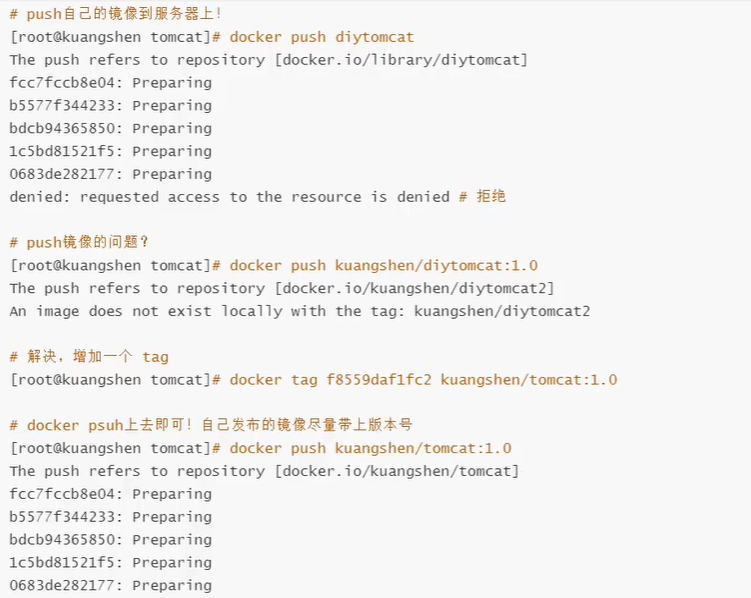 # push自己的镜像到服务器上！
[root@kuangshen tomcat]# docker push diytomcat
The push refers to repository [docker.io/library/diytomcat]
fcc7fccb8e04: Preparing
b5577f344233: Preparing
bdcb94365850: Preparing
1c5bd81521f5: Preparing
0683de282177: Preparing
denied: requested access to the resource is denied # 拒绝
# push镜像的问题？
[root@kuangshen tomcat]# docker push kuangshen/diytomcat:1.0
The push refers to repository [docker.io/kuangshen/diytomcat2]
An image does not exist locally with the tag: kuangshen/diytomcat2
# 解决，增加一个 tag
[root@kuangshen tomcat]# docker tag f8559daf1fc2 kuangshen/tomcat:1.0
# docker psuh上去即可！自己发布的镜像尽量带上版本号
[root@kuangshen tomcat]# docker push kuangshen/tomcat:1.0
The push refers to repository [docker.io/kuangshen/tomcat]
fcc7fccb8e04: Preparing
b5577f344233: Preparing
bdcb94365850: Preparing
1c5bd81521f5: Preparing
0683de282177: Preparing